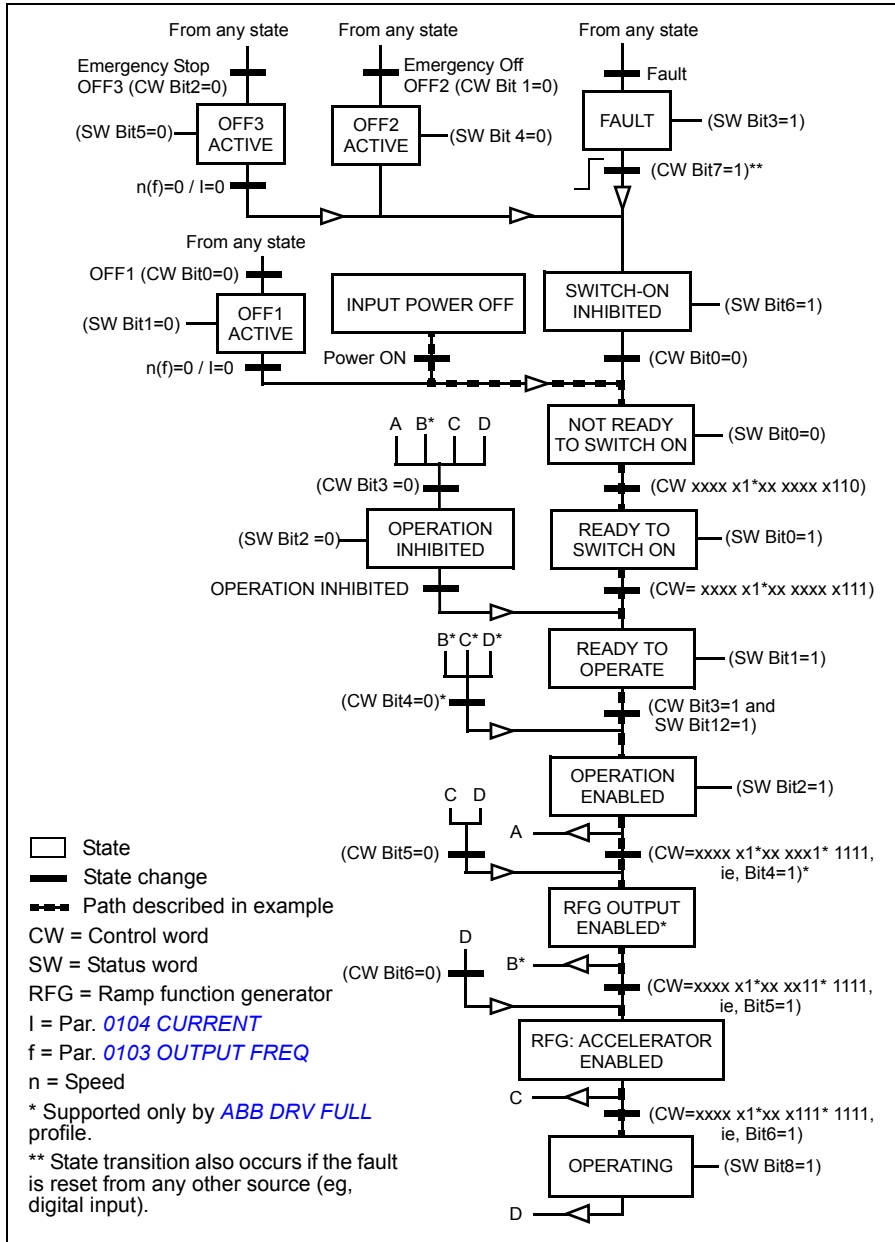 From any state
From any state
From any state
Emergency Stop
OFF3 (CW Bit2=0)
Emergency Off
OFF2 (CW Bit 1=0)
Fault
(SW Bit5=0)
OFF3
ACTIVE
OFF2
ACTIVE
(SW Bit 4=0)
FAULT
(SW Bit3=1)
n(f)=0 / I=0
(CW Bit7=1)**
From any state
OFF1 (CW Bit0=0)
(SW Bit1=0)
OFF1
ACTIVE
INPUT POWER OFF
SWITCH-ON
INHIBITED
(SW Bit6=1)
n(f)=0 / I=0
Power ON
(CW Bit0=0)
A B* C D
NOT READY
TO SWITCH ON
(SW Bit0=0)
(CW Bit3 =0)
(CW xxxx x1*xx xxxx x110)
(SW Bit2 =0)
OPERATION
INHIBITED
READY TO
SWITCH ON
(SW Bit0=1)
OPERATION INHIBITED
(CW= xxxx x1*xx xxxx x111)
B* C* D*
READY TO
OPERATE
(SW Bit1=1)
(CW Bit4=0)*
(CW Bit3=1 and
SW Bit12=1)
OPERATION
ENABLED
(SW Bit2=1)
C D
A
(CW Bit5=0)
(CW=xxxx x1*xx xxx1* 1111,
ie, Bit4=1)*
RFG OUTPUT
ENABLED*
D
B*
(CW Bit6=0)
(CW=xxxx x1*xx xx11* 1111,
ie, Bit5=1)
RFG: ACCELERATOR
ENABLED
C
(CW=xxxx x1*xx x111* 1111,
ie, Bit6=1)
OPERATING
(SW Bit8=1)
D
State
State change
Path described in example
CW = Control word
SW = Status word
RFG = Ramp function generator
I = Par. 0104 CURRENT
f = Par. 0103 OUTPUT FREQ
n = Speed
* Supported only by ABB DRV FULL
profile.
** State transition also occurs if the fault
is reset from any other source (eg,
digital input).